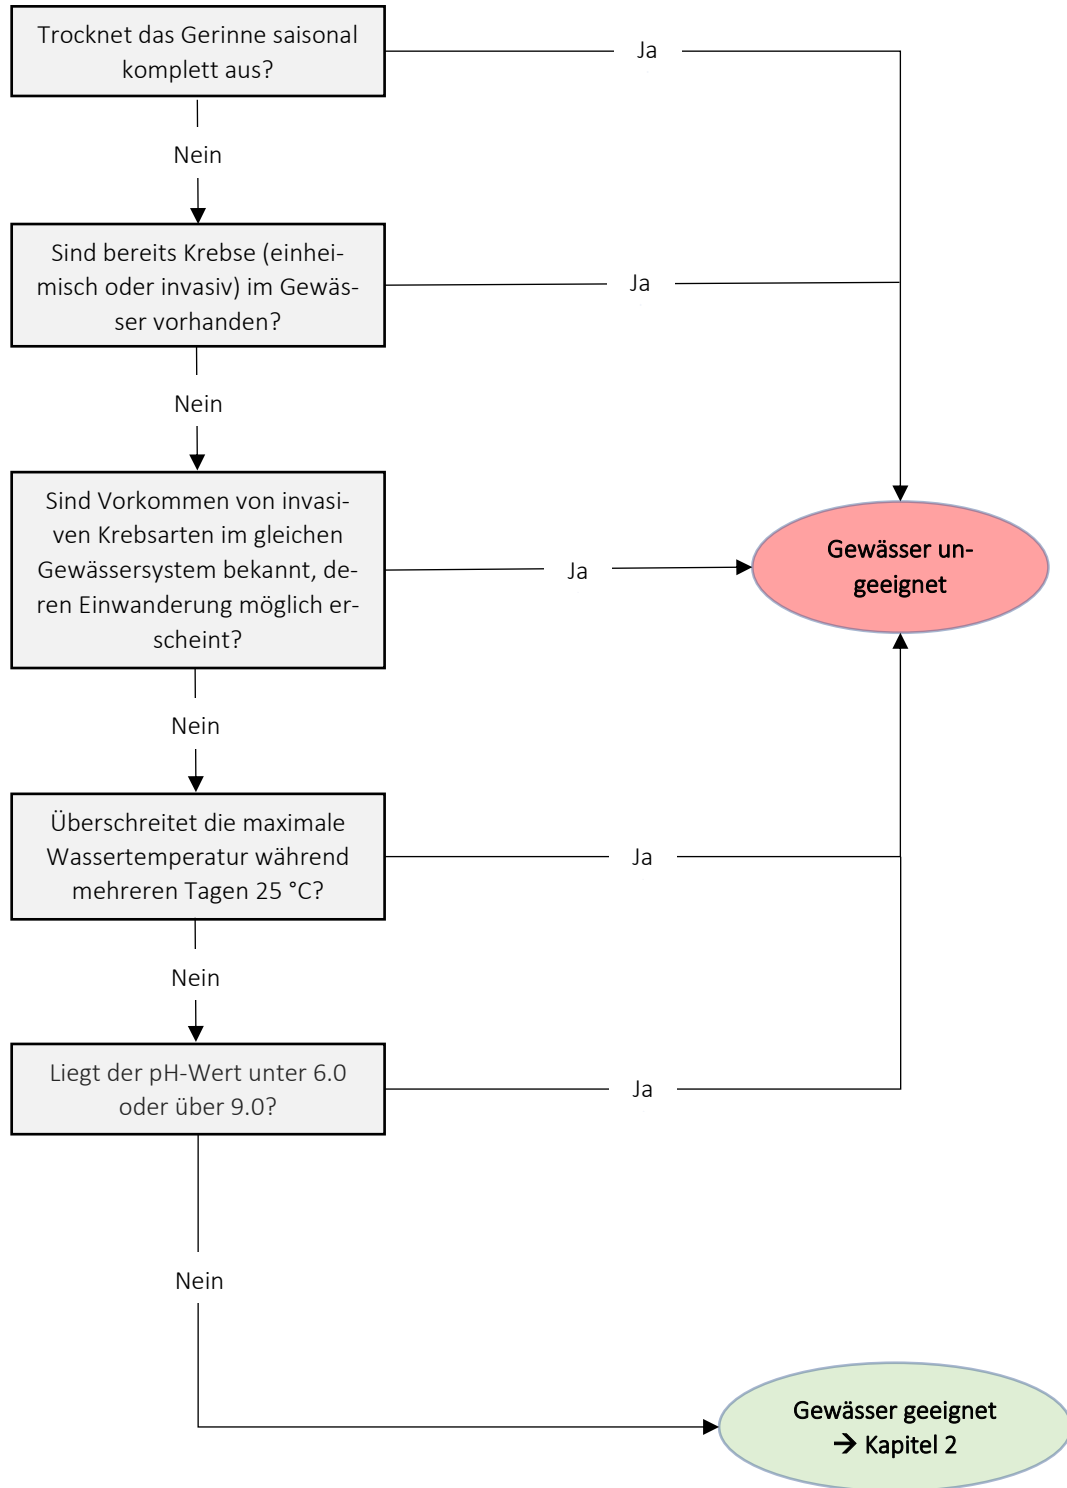 Trocknet das Gerinne saisonal
komplett aus?
Ja
Nein
Sind bereits Krebse (einhei-
misch oder invasiv) im Gewäs-
ser vorhanden?
Ja
Nein
Sind Vorkommen von invasi-
ven Krebsarten im gleichen
Gewässersystem bekannt, de-
ren Einwanderung möglich er-
scheint?
Ja
Gewässer un-
geeignet
Nein
Überschreitet die maximale
Wassertemperatur während
mehreren Tagen 25 °C?
Ja
Nein
Liegt der pH-Wert unter 6.0
oder über 9.0?
Ja
Nein
Gewässer geeignet
→ Kapitel 2